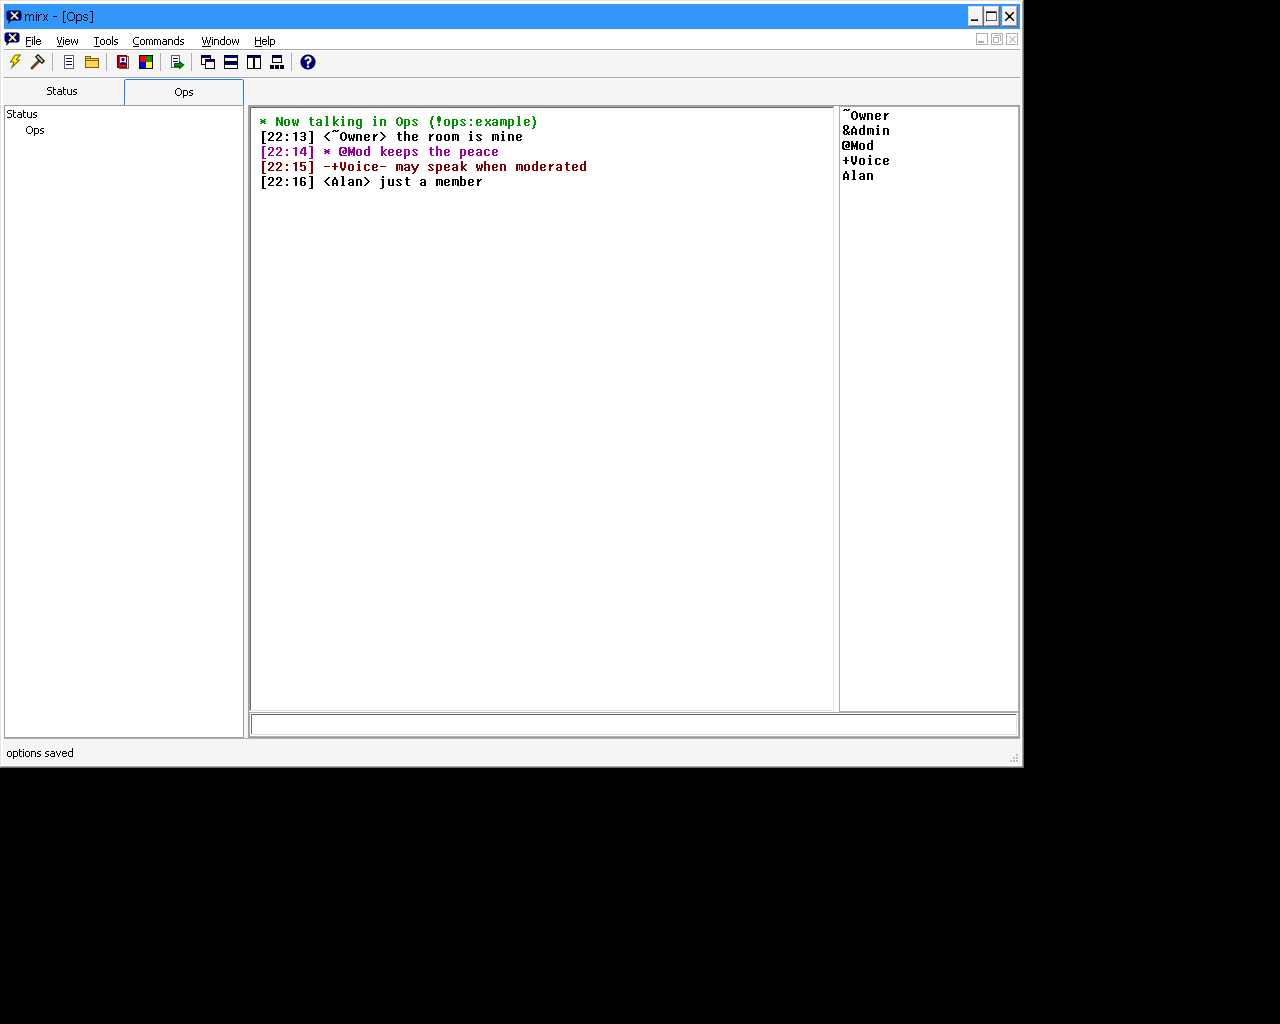 mirx - [Ops]
File View Tools Commands Window Help
Status Ops
Status
Ops
* Now talking in Ops (!ops:example)
[22:13] <~Owner> the room is mine
[22:14] * @Mod keeps the peace
[22:15] -+Voice- may speak when moderated
[22:16] <Alan> just a member
~Owner
&Admin
@Mod
+Voice
Alan
options saved